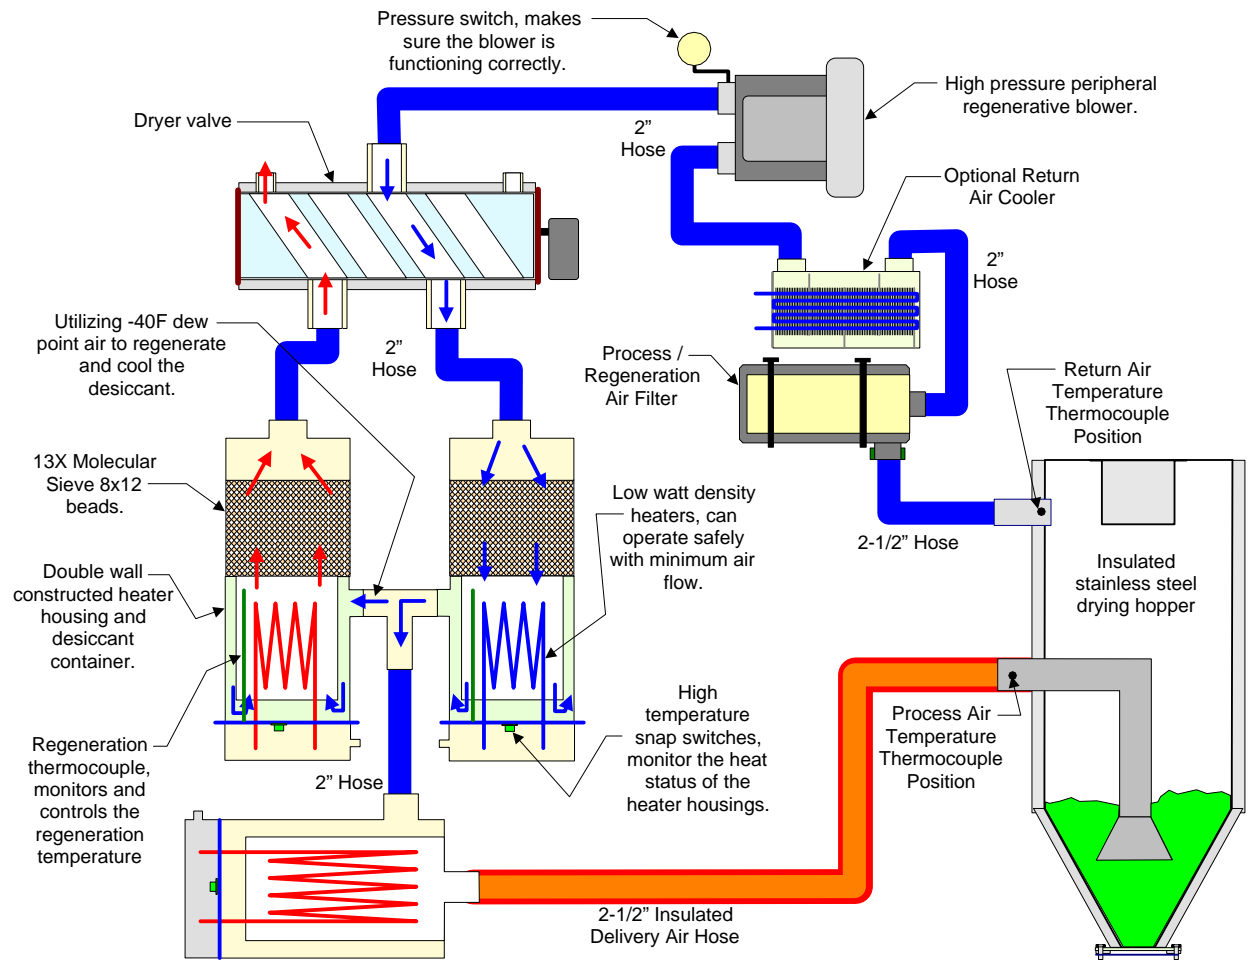 Pressure switch, makes
sure the blower is
functioning correctly.
High pressure peripheral
regenerative blower.
Dryer valve
2”
Hose
Optional Return
Air Cooler
2”
Hose
Utilizing -40F dew
point air to regenerate
and cool the
desiccant.
2”
Hose
Process /
Regeneration
Air Filter
Return Air
Temperature
Thermocouple
Position
13X Molecular
Sieve 8x12
beads.
Low watt density
heaters, can
operate safely
with minimum air
flow.
2-1/2” Hose
Insulated
stainless steel
drying hopper
Double wall
constructed heater
housing and
desiccant
container.
High
temperature
snap switches,
monitor the heat
status of the
heater housings.
Process Air
Temperature
Thermocouple
Position
Regeneration
thermocouple,
monitors and
controls the
regeneration
temperature
2” Hose
2-1/2” Insulated
Delivery Air Hose